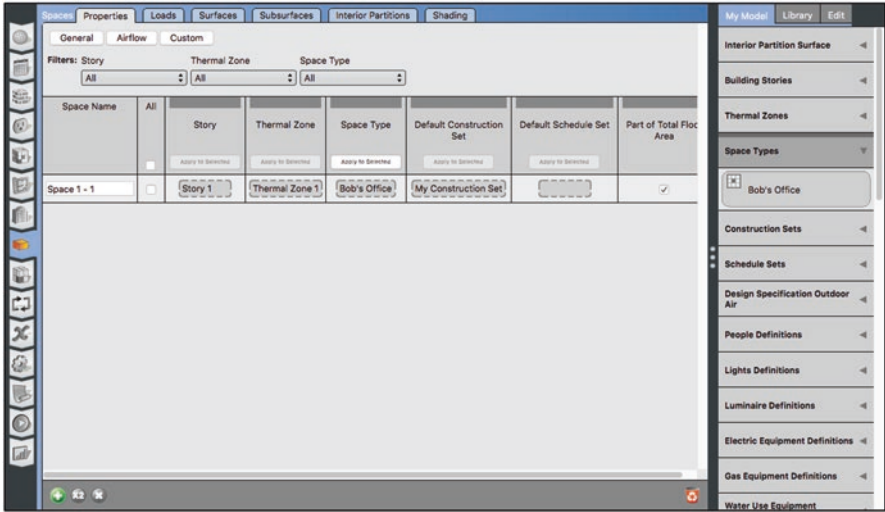 Spaces Properties Loads Surfaces Subsurfaces Interior Partitions Shading
General Airflow Custom
Filters: Story Thermal Zone Space Type
All All All
Space Name All Story Thermal Zone Space Type Default Construction Set Default Schedule Set Part of Total Floc Area
Apply to Selected Apply to Selected Apply to Selected Apply to Selected Apply to Selected
Space 1 - 1 Story 1 Thermal Zone 1 Bob's Office My Construction Set
x2
My Model Library Edit
Interior Partition Surface
Building Stories
Thermal Zones
Space Types
Bob's Office
Construction Sets
Schedule Sets
Design Specification Outdoor
Air
People Definitions
Lights Definitions
Luminaire Definitions
Electric Equipment Definitions
Gas Equipment Definitions
Water Use Equipment